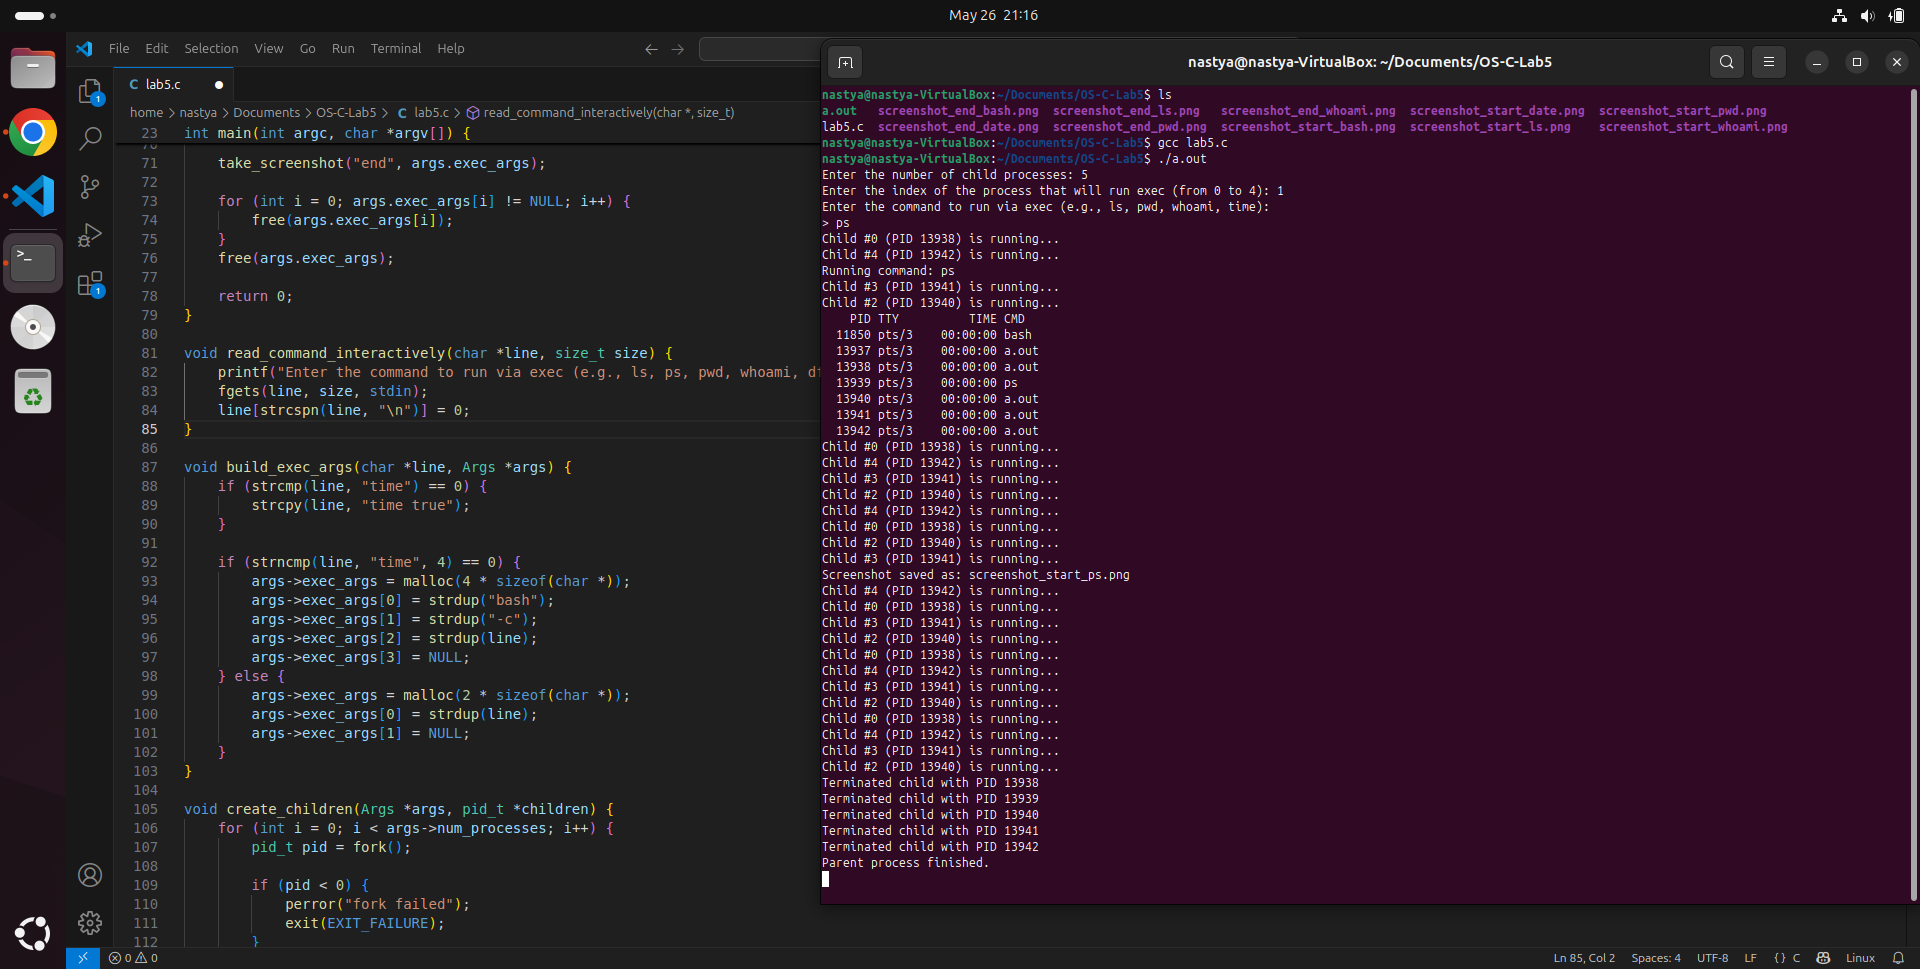 May 26 21:16
File Edit Selection View Go Run Terminal Help
C lab5.c
home > nastya > Documents > OS-C-Lab5 > C lab5.c > read_command_interactively(char *, size_t)
23 int main(int argc, char *argv[]) {
71 take_screenshot("end", args.exec_args);
72
73 for (int i = 0; args.exec_args[i] != NULL; i++) {
74 free(args.exec_args[i]);
75 }
76 free(args.exec_args);
77
78 return 0;
79 }
80
81 void read_command_interactively(char *line, size_t size) {
82 printf("Enter the command to run via exec (e.g., ls, ps, pwd, whoami, d
83 fgets(line, size, stdin);
84 line[strcspn(line, "\n")] = 0;
85 }
86
87 void build_exec_args(char *line, Args *args) {
88 if (strcmp(line, "time") == 0) {
89 strcpy(line, "time true");
90 }
91
92 if (strncmp(line, "time", 4) == 0) {
93 args->exec_args = malloc(4 * sizeof(char *));
94 args->exec_args[0] = strdup("bash");
95 args->exec_args[1] = strdup("-c");
96 args->exec_args[2] = strdup(line);
97 args->exec_args[3] = NULL;
98 } else {
99 args->exec_args = malloc(2 * sizeof(char *));
100 args->exec_args[0] = strdup(line);
101 args->exec_args[1] = NULL;
102 }
103 }
104
105 void create_children(Args *args, pid_t *children) {
106 for (int i = 0; i < args->num_processes; i++) {
107 pid_t pid = fork();
108
109 if (pid < 0) {
110 perror("fork failed");
111 exit(EXIT_FAILURE);
112 }
1
1
nastya@nastya-VirtualBox: ~/Documents/OS-C-Lab5
nastya@nastya-VirtualBox:~/Documents/OS-C-Lab5$ ls
a.out screenshot_end_bash.png screenshot_end_ls.png screenshot_end_whoami.png screenshot_start_date.png screenshot_start_pwd.png
lab5.c screenshot_end_date.png screenshot_end_pwd.png screenshot_start_bash.png screenshot_start_ls.png screenshot_start_whoami.png
nastya@nastya-VirtualBox:~/Documents/OS-C-Lab5$ gcc lab5.c
nastya@nastya-VirtualBox:~/Documents/OS-C-Lab5$ ./a.out
Enter the number of child processes: 5
Enter the index of the process that will run exec (from 0 to 4): 1
Enter the command to run via exec (e.g., ls, pwd, whoami, time):
> ps
Child #0 (PID 13938) is running...
Child #4 (PID 13942) is running...
Running command: ps
Child #3 (PID 13941) is running...
Child #2 (PID 13940) is running...
PID TTY TIME CMD
11850 pts/3 00:00:00 bash
13937 pts/3 00:00:00 a.out
13938 pts/3 00:00:00 a.out
13939 pts/3 00:00:00 ps
13940 pts/3 00:00:00 a.out
13941 pts/3 00:00:00 a.out
13942 pts/3 00:00:00 a.out
Child #0 (PID 13938) is running...
Child #4 (PID 13942) is running...
Child #3 (PID 13941) is running...
Child #2 (PID 13940) is running...
Child #4 (PID 13942) is running...
Child #0 (PID 13938) is running...
Child #2 (PID 13940) is running...
Child #3 (PID 13941) is running...
Screenshot saved as: screenshot_start_ps.png
Child #4 (PID 13942) is running...
Child #0 (PID 13938) is running...
Child #3 (PID 13941) is running...
Child #2 (PID 13940) is running...
Child #0 (PID 13938) is running...
Child #4 (PID 13942) is running...
Child #3 (PID 13941) is running...
Child #2 (PID 13940) is running...
Child #0 (PID 13938) is running...
Child #4 (PID 13942) is running...
Child #3 (PID 13941) is running...
Child #2 (PID 13940) is running...
Terminated child with PID 13938
Terminated child with PID 13939
Terminated child with PID 13940
Terminated child with PID 13941
Terminated child with PID 13942
Parent process finished.
0 0
Ln 85, Col 2 Spaces: 4 UTF-8 LF {} C Linux